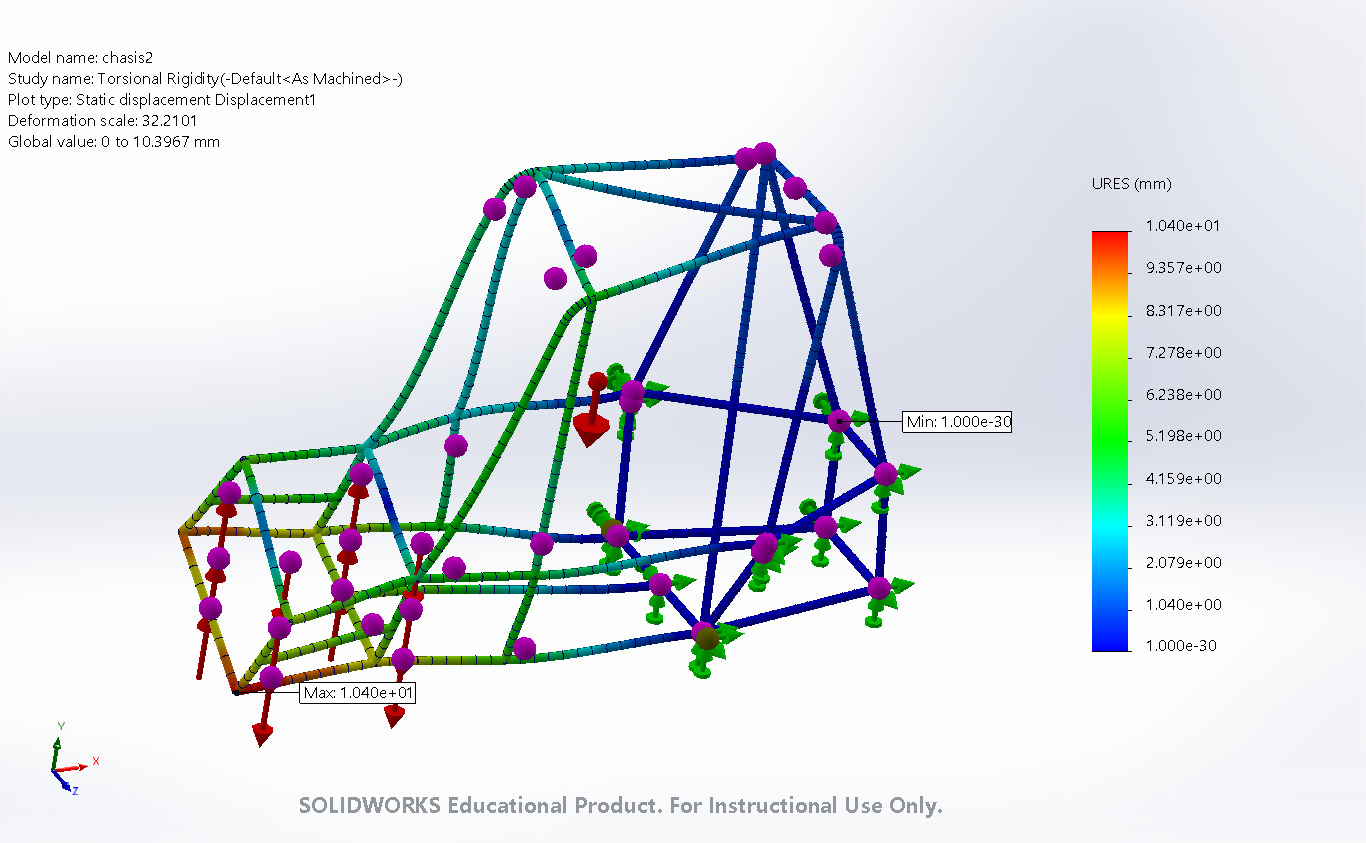 Model name: chasis2
Study name: Torsional Rigidity(-Default<As Machined>-)
Plot type: Static displacement Displacement1
Deformation scale: 32.2101
Global value: 0 to 10.3967 mm
URES (mm)
1.040e+01
9.357e+00
8.317e+00
7.278e+00
6.238e+00
5.198e+00
4.159e+00
3.119e+00
2.079e+00
1.040e+00
1.000e-30
Min: 1.000e-30
Max: 1.040e+01
Y
X
Z
SOLIDWORKS Educational Product. For Instructional Use Only.